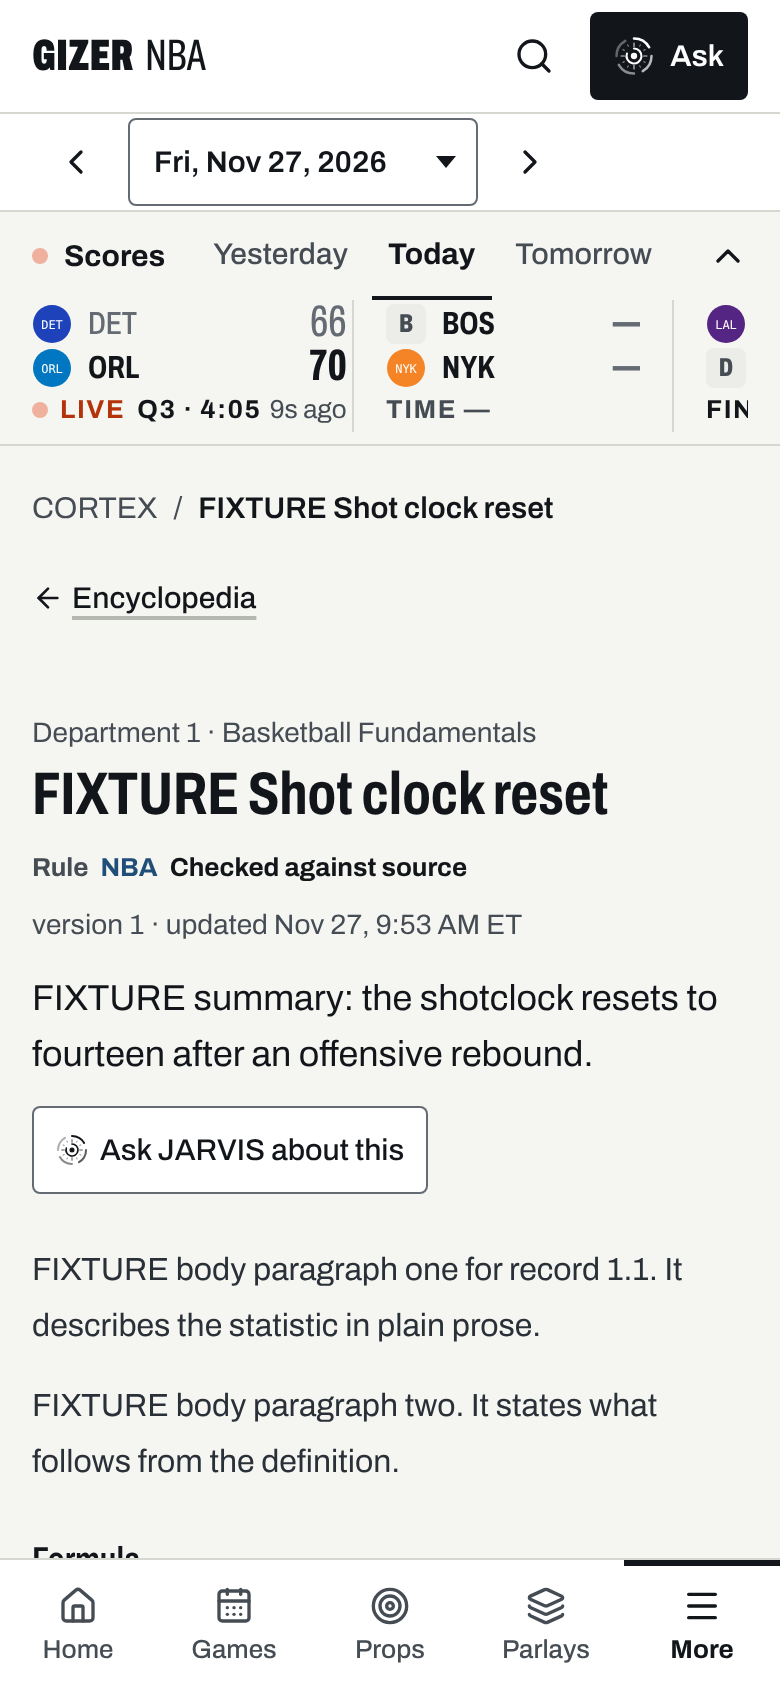 GIZER NBA
Ask
Fri, Nov 27, 2026
Scores Yesterday Today Tomorrow
DET DET 66
ORL ORL 70
LIVE Q3 · 4:05 9s ago
B BOS —
NYK NYK —
TIME —
LAL
D
FIN
CORTEX / FIXTURE Shot clock reset
Encyclopedia
Department 1 · Basketball Fundamentals
FIXTURE Shot clock reset
Rule NBA Checked against source
version 1 · updated Nov 27, 9:53 AM ET
FIXTURE summary: the shotclock resets to
fourteen after an offensive rebound.
Ask JARVIS about this
FIXTURE body paragraph one for record 1.1. It
describes the statistic in plain prose.
FIXTURE body paragraph two. It states what
follows from the definition.
Formula
Home Games Props Parlays More